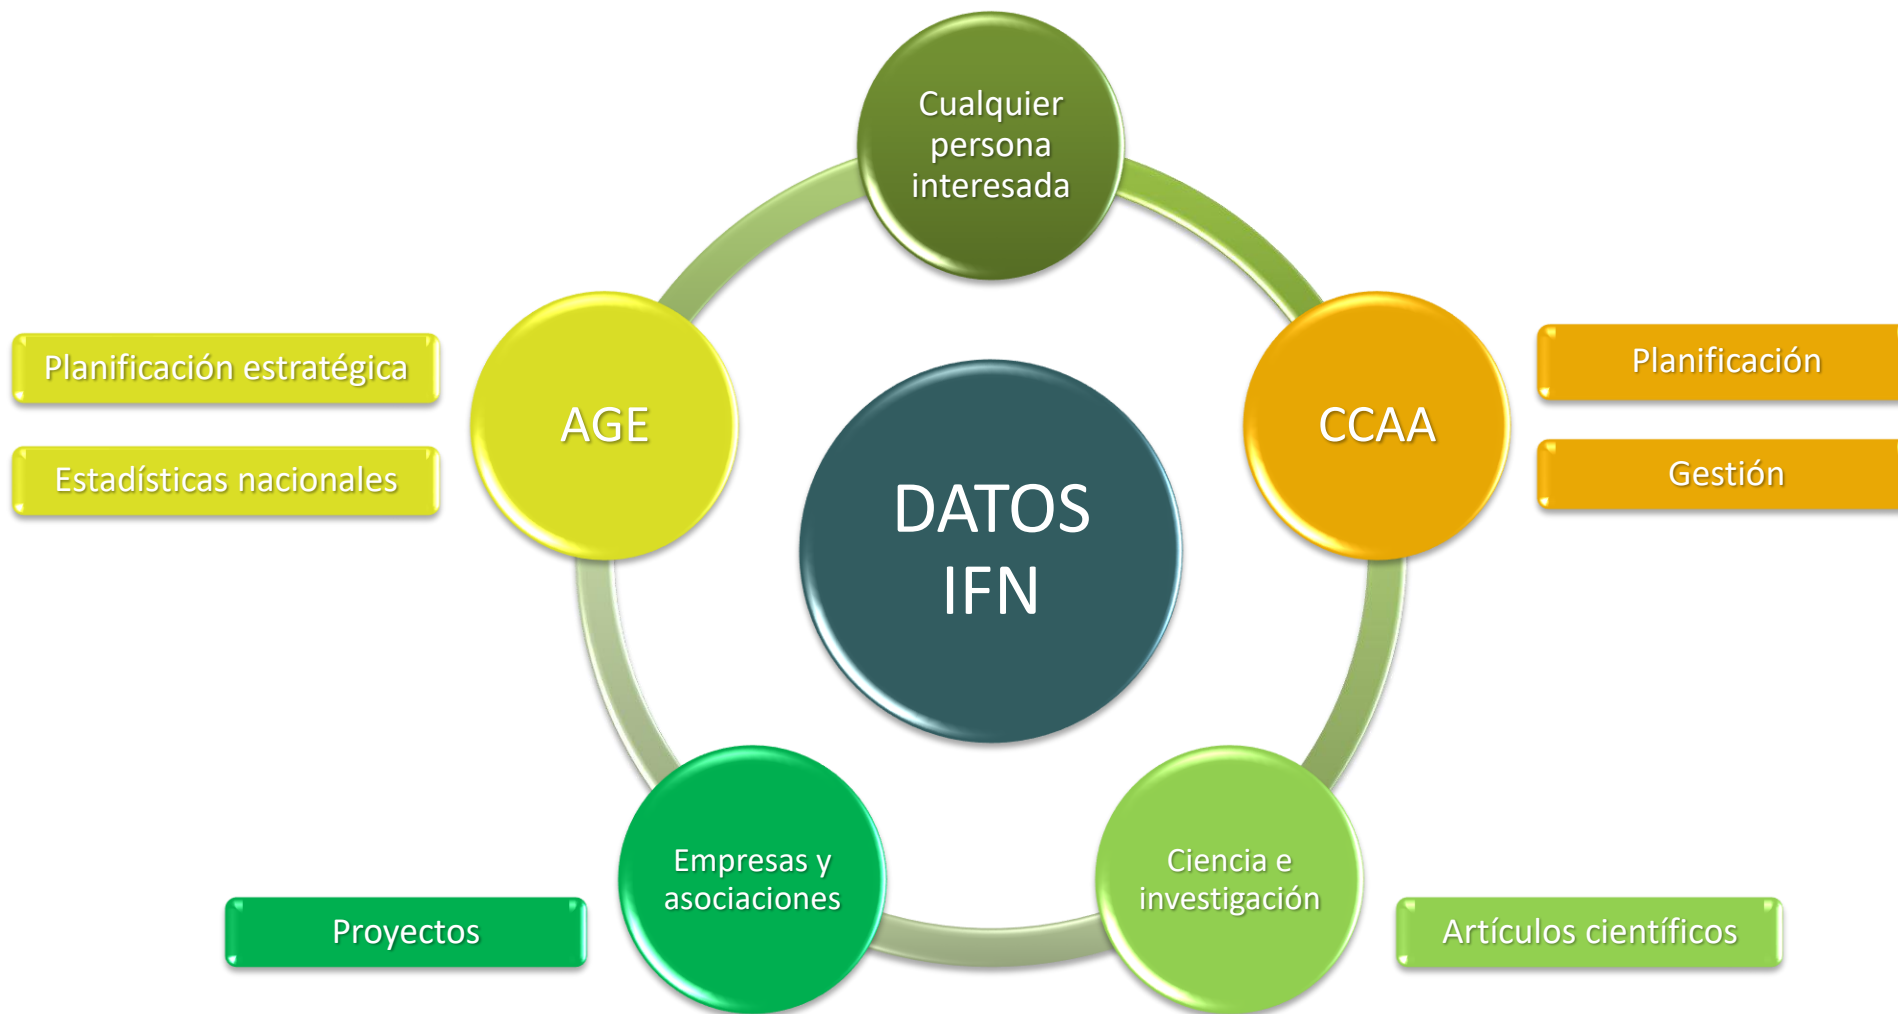 Cualquier
persona
interesada
Planificación estratégica
Estadísticas nacionales
AGE
CCAA
Planificación
Gestión
DATOS
IFN
Empresas y
asociaciones
Proyectos
Ciencia e
investigación
Artículos científicos